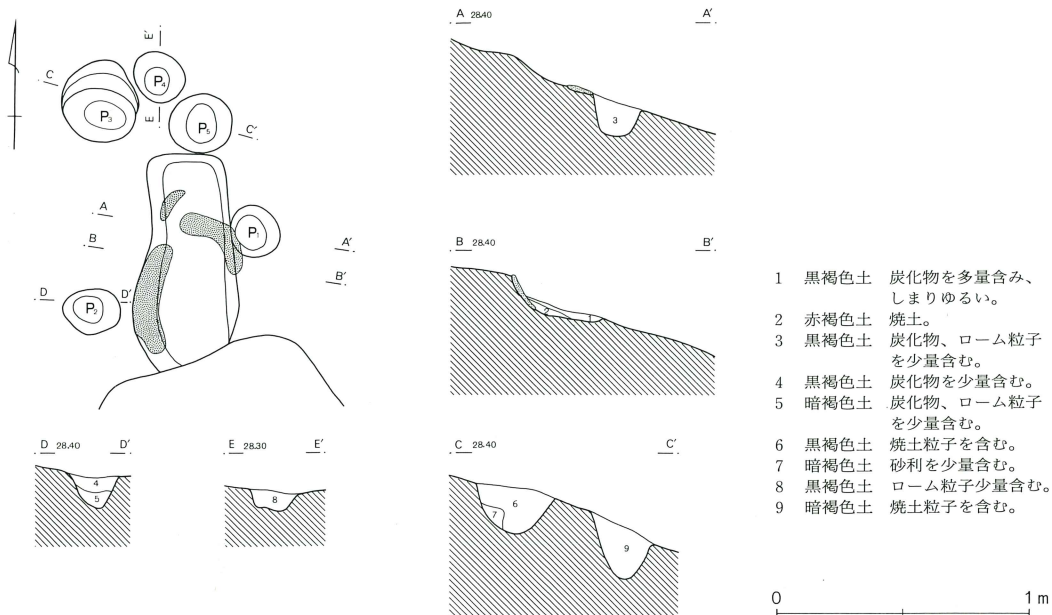 E′
P4
C
P3
P5
C′
A
P1
B
A′
B′
D
P2
D′
A 28.40 A′
3
B 28.40 B′
D 28.40 D′
4
5
E 28.30 E′
8
C 28.40 C′
6
7
9
1 黒褐色土 炭化物を多量含み、
しまりゆるい。
2 赤褐色土 焼土。
3 黒褐色土 炭化物、ローム粒子
を少量含む。
4 黒褐色土 炭化物を少量含む。
5 暗褐色土 炭化物、ローム粒子
を少量含む。
6 黒褐色土 焼土粒子を含む。
7 暗褐色土 砂利を少量含む。
8 黒褐色土 ローム粒子少量含む。
9 暗褐色土 焼土粒子を含む。
0 1 m